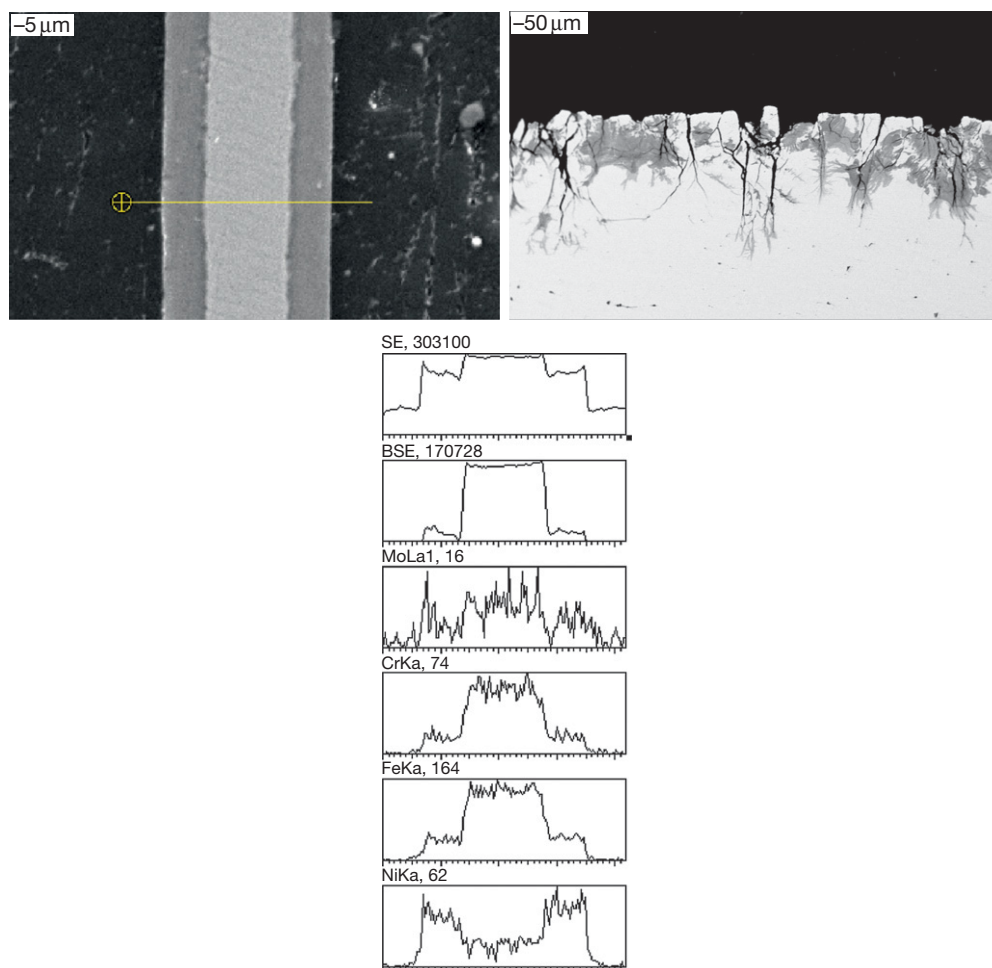 –5 μm
–50 μm
SE, 303100
BSE, 170728
MoLa1, 16
CrKa, 74
FeKa, 164
NiKa, 62